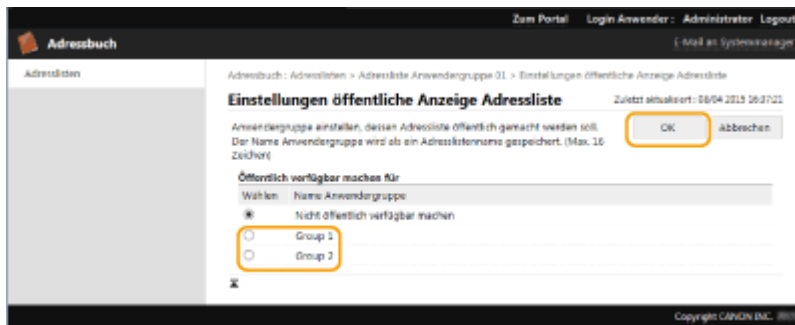 Zum Portal Login Anwender: Administrator Logout
Adressbuch
E-Mail an Systemmanager
Adresslisten
Adressbuch : Adresslisten > Adressliste Anwendergruppe 01 > Einstellungen öffentliche Anzeige Adressliste
Einstellungen öffentliche Anzeige Adressliste
Zuletzt aktualisiert : 08/04 2015 16:37:21
Anwendergruppe einstellen, dessen Adressliste öffentlich gemacht werden soll.
Der Name Anwendergruppe wird als ein Adresslistenname gespeichert. (Max. 16
Zeichen)
OK Abbrechen
Öffentlich verfügbar machen für
Wählen Name Anwendergruppe
Nicht öffentlich verfügbar machen
Group 1
Group 2
Copyright CANON INC.